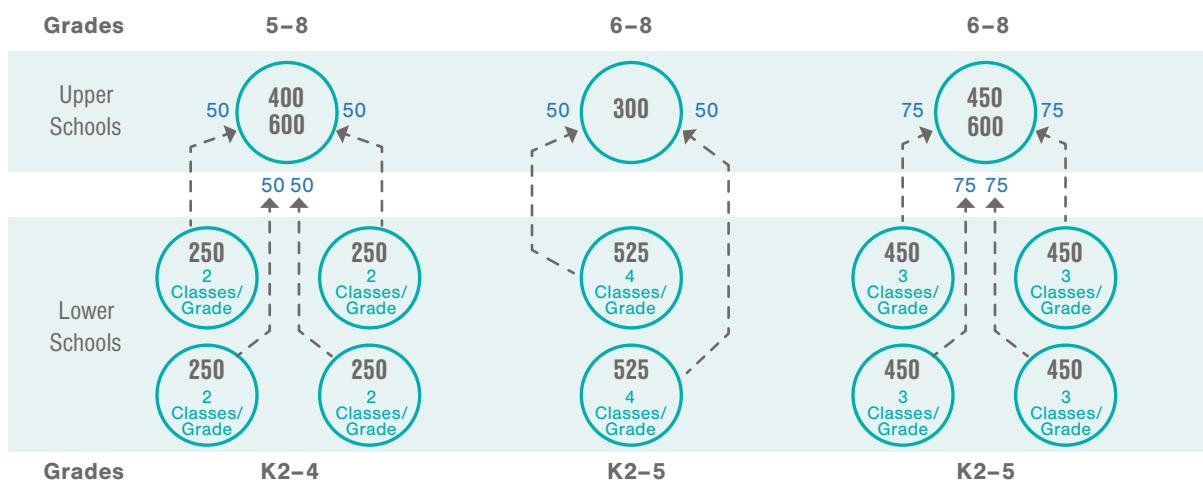 Grades 5–8 6–8 6–8
Upper
Schools
50
400
600
50
50
300
50
75
450
600
75
50 50
75 75
Lower
Schools
250
2
Classes/
Grade
250
2
Classes/
Grade
525
4
Classes/
Grade
450
3
Classes/
Grade
450
3
Classes/
Grade
250
2
Classes/
Grade
250
2
Classes/
Grade
525
4
Classes/
Grade
450
3
Classes/
Grade
450
3
Classes/
Grade
Grades K2–4 K2–5 K2–5